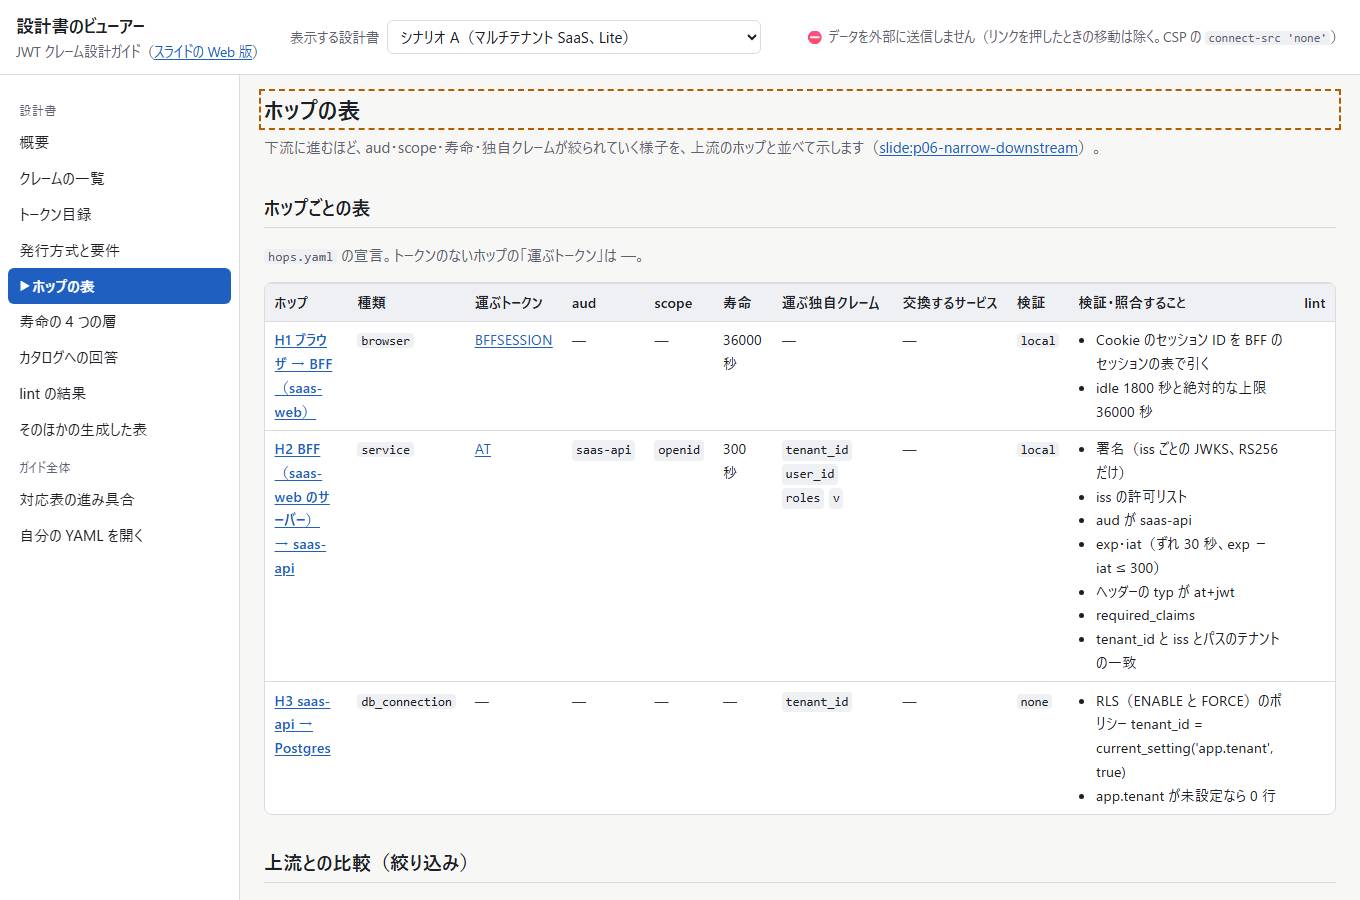 設計書のビューアー
JWT クレーム設計ガイド（スライドの Web 版）
表示する設計書
シナリオ A（マルチテナント SaaS、Lite）
データを外部に送信しません（リンクを押したときの移動は除く。CSP の connect-src 'none'）
設計書
概要
クレームの一覧
トークン目録
発行方式と要件
▶ホップの表
寿命の 4 つの層
カタログへの回答
lint の結果
そのほかの生成した表
ガイド全体
対応表の進み具合
自分の YAML を開く
ホップの表
下流に進むほど、aud・scope・寿命・独自クレームが絞られていく様子を、上流のホップと並べて示します（slide:p06-narrow-downstream）。
ホップごとの表
hops.yaml の宣言。トークンのないホップの「運ぶトークン」は —。
ホップ 種類 運ぶトークン aud scope 寿命 運ぶ独自クレーム 交換するサービス 検証 検証・照合すること lint
H1 ブラウ
ザ → BFF
（saas-
web）
browser
BFFSESSION
—
—
36000
秒
—
—
local
• Cookie のセッション ID を BFF の
セッションの表で引く
• idle 1800 秒と絶対的な上限
36000 秒
H2 BFF
（saas-
web のサ
ーバー）
→ saas-
api
service
AT
saas-api
openid
300
秒
tenant_id
user_id
roles v
—
local
• 署名（iss ごとの JWKS、RS256
だけ）
• iss の許可リスト
• aud が saas-api
• exp・iat（ずれ 30 秒、exp −
iat ≤ 300）
• ヘッダーの typ が at+jwt
• required_claims
• tenant_id と iss とパスのテナント
の一致
H3 saas-
api →
Postgres
db_connection
—
—
—
—
tenant_id
—
none
• RLS（ENABLE と FORCE）のポ
リシー tenant_id =
current_setting('app.tenant',
true)
• app.tenant が未設定なら 0 行
上流との比較（絞り込み）